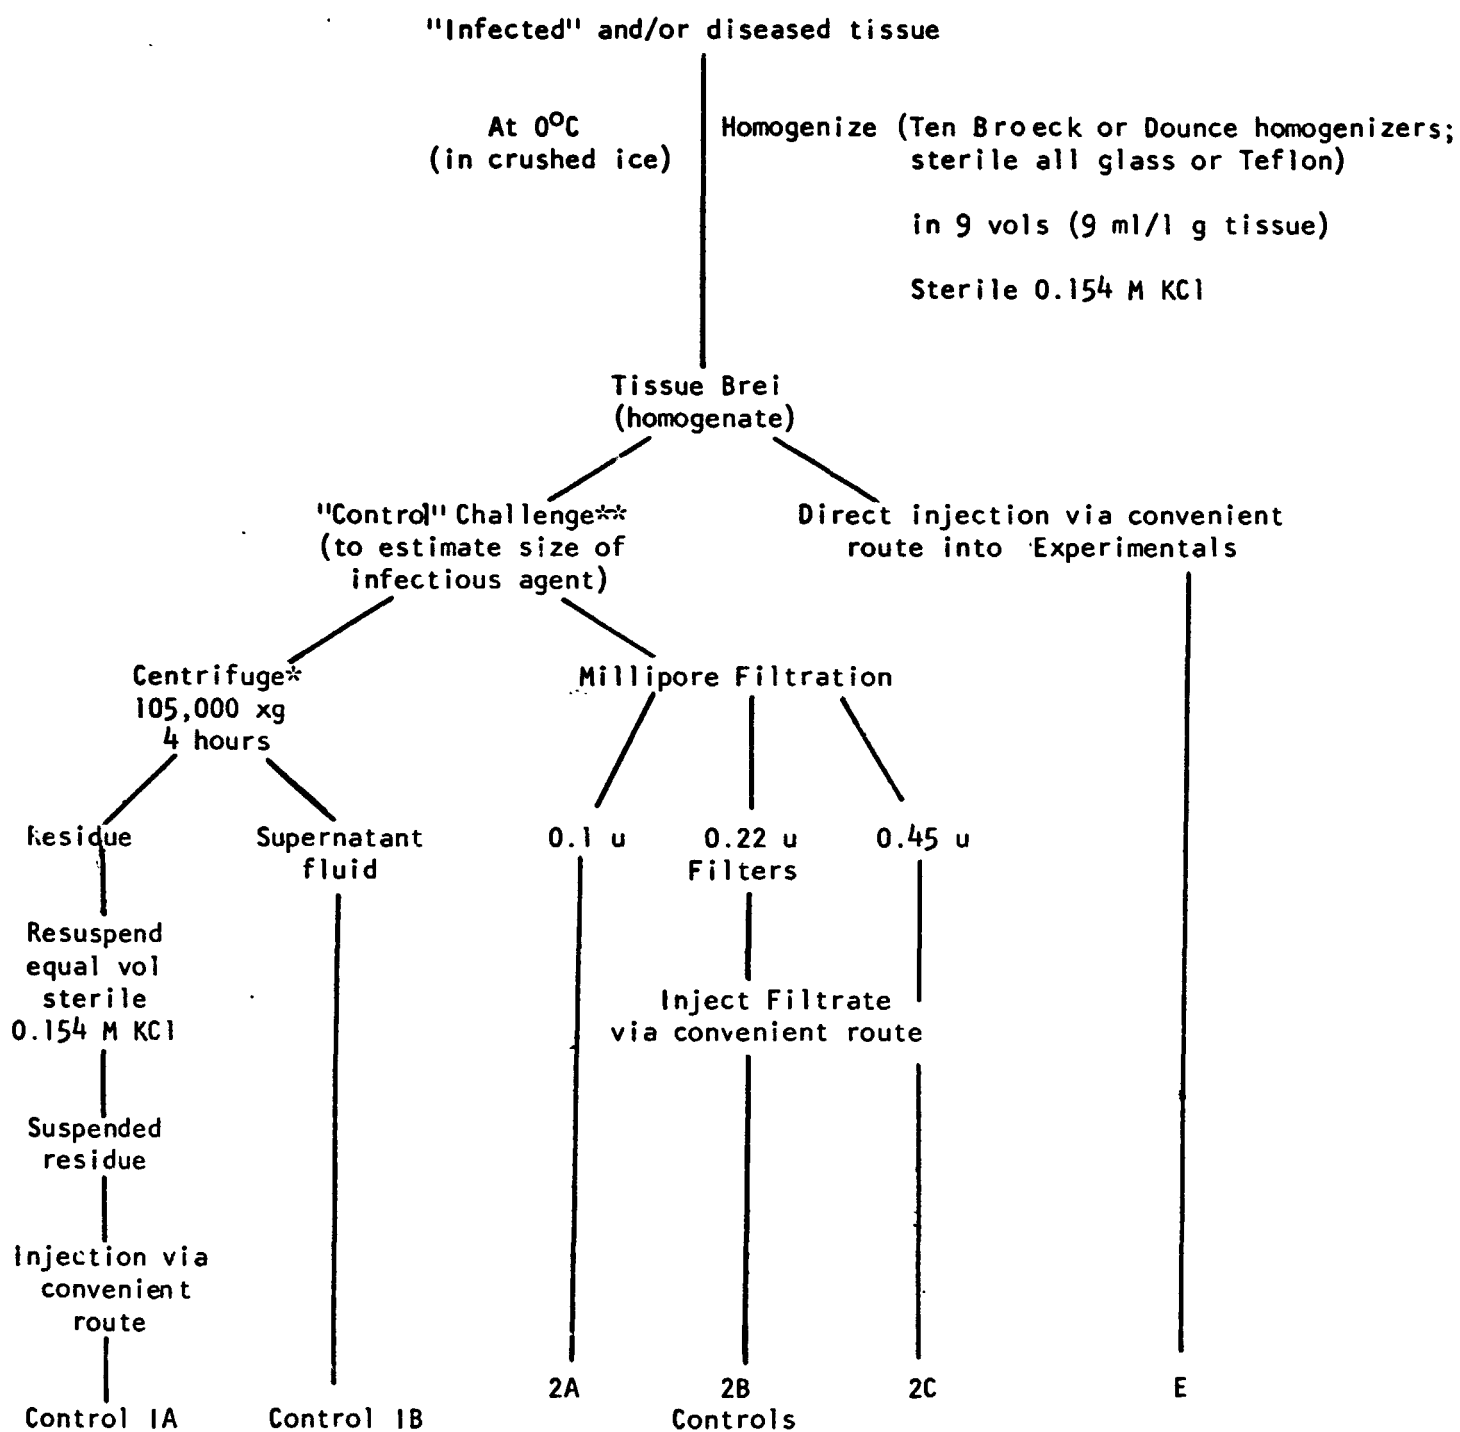 "Infected" and/or diseased tissue
At 0°C
(in crushed ice)
Homogenize (Ten Broeck or Dounce homogenizers;
sterile all glass or Teflon)
in 9 vols (9 ml/1 g tissue)
Sterile 0.154 M KCl
Tissue Brei
(homogenate)
"Control" Challenge**
(to estimate size of
infectious agent)
Direct injection via convenient
route into Experimentals
Centrifuge*
105,000 xg
4 hours
Millipore Filtration
Residue
Supernatant
fluid
0.1 u
0.22 u
Filters
0.45 u
Resuspend
equal vol
sterile
0.154 M KCl
Inject Filtrate
via convenient route
Suspended
residue
Injection via
convenient
route
Control 1A
Control 1B
2A
2B
Controls
2C
E